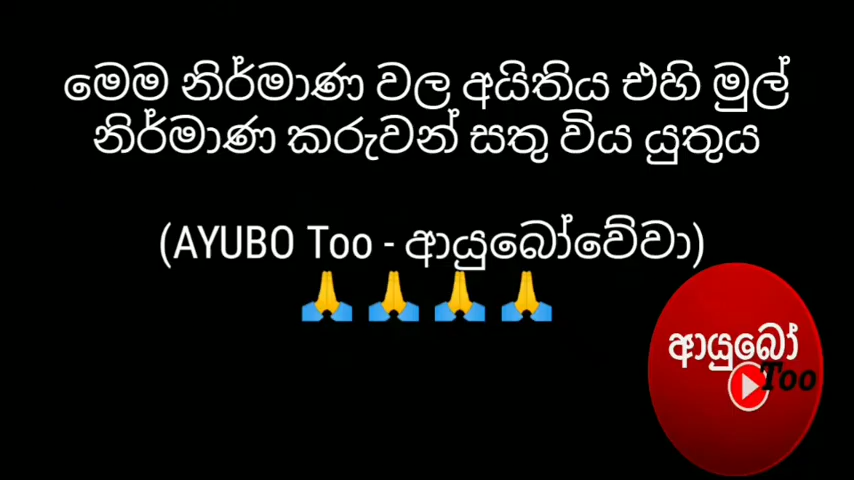 මෙම නිර්මාණ වල අයිතිය එහි මුල්
නිර්මාණ කරුවන් සතු විය යුතුය
(AYUBO Too - ආයුබෝවේවා)
🙏 🙏 🙏 🙏
ආයුබෝ
Too